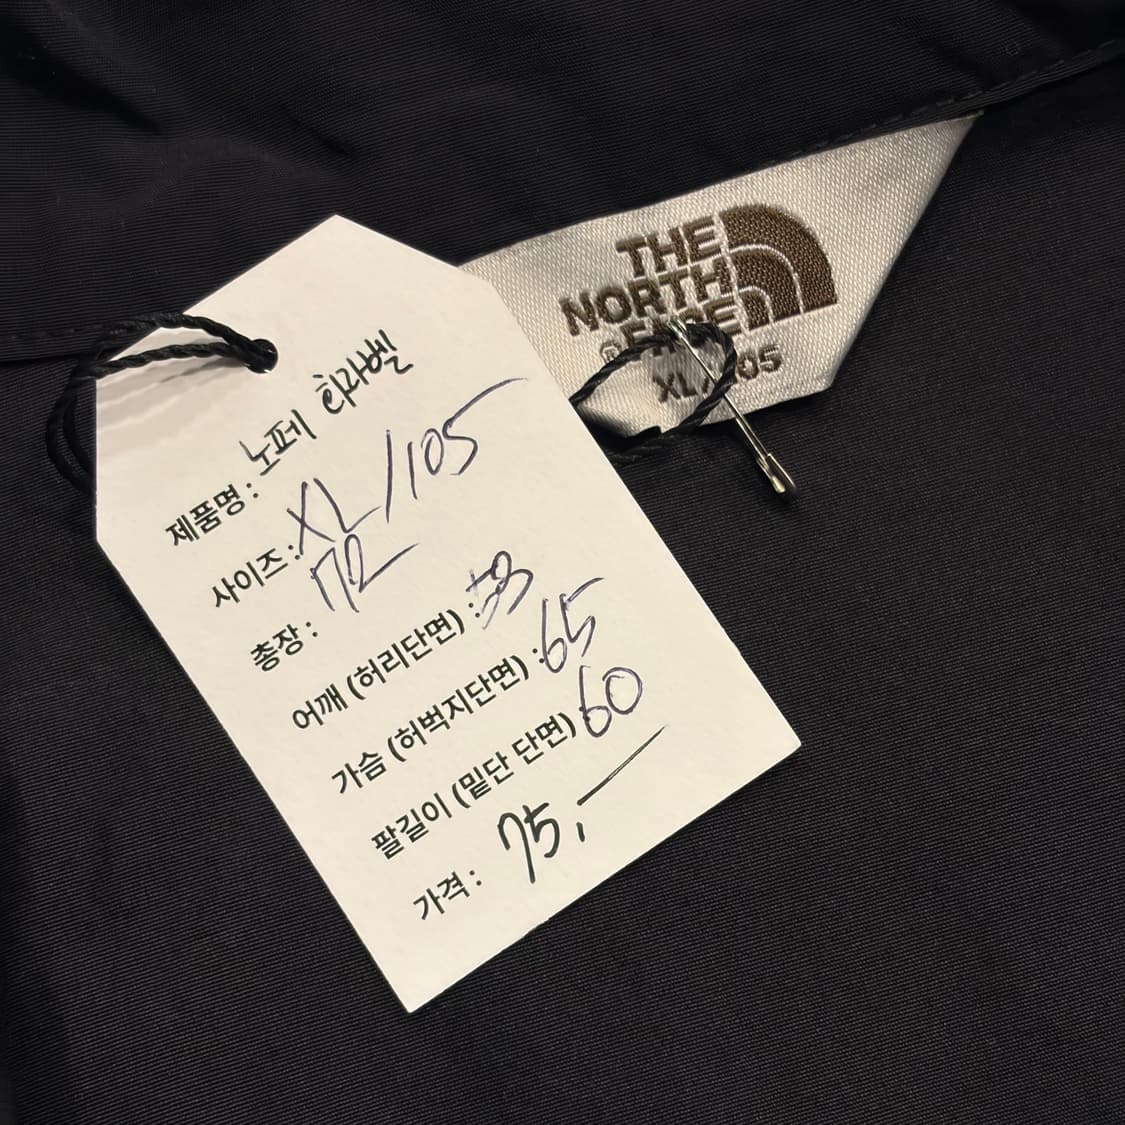 THE
NORTH
FACE
®
XL/105
제품명: 노페 히라벨
사이즈: XL/105
총장: 72
어깨 (허리단면):
가슴 (허벅지단면): 65
팔길이 (밑단 단면) 60
가격: 75,—